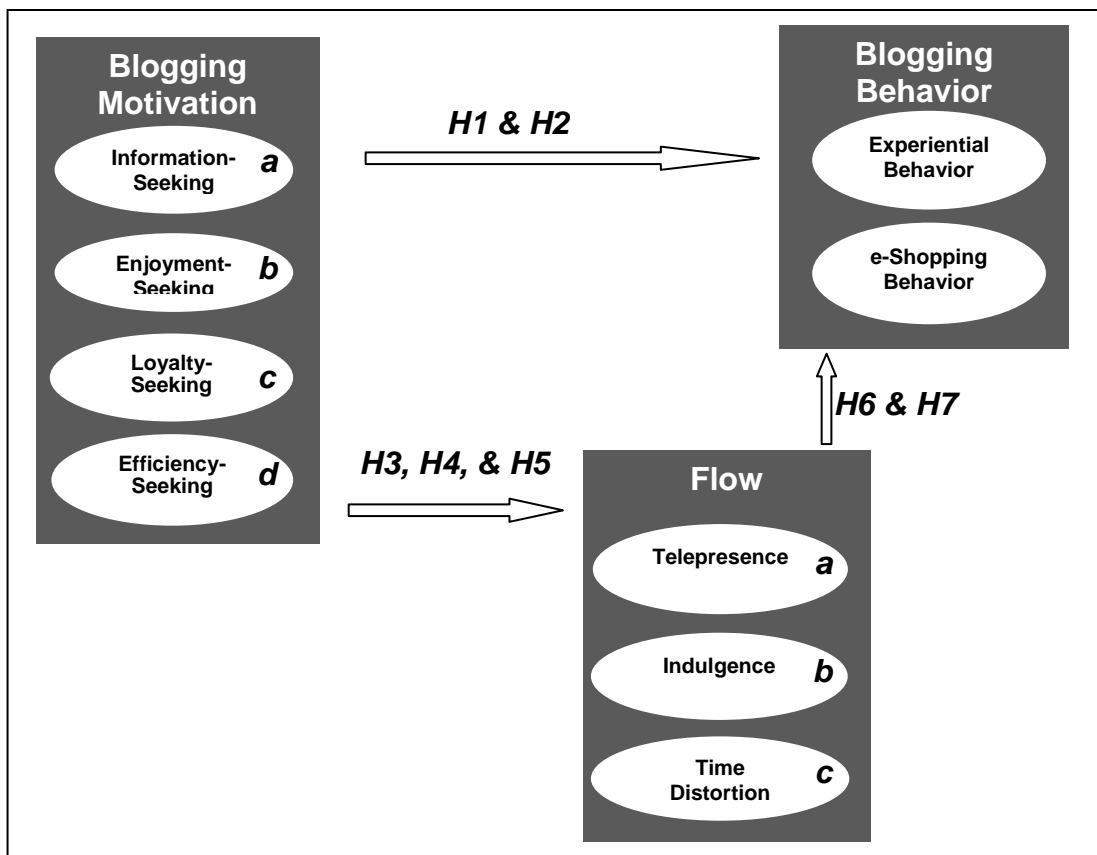 Blogging
Motivation
Information-
Seeking
a
Enjoyment-
Seeking
b
Loyalty-
Seeking
c
Efficiency-
Seeking
d
H1 & H2
Blogging
Behavior
Experiential
Behavior
e-Shopping
Behavior
H6 & H7
H3, H4, & H5
Flow
Telepresence
a
Indulgence
b
Time
Distortion
c